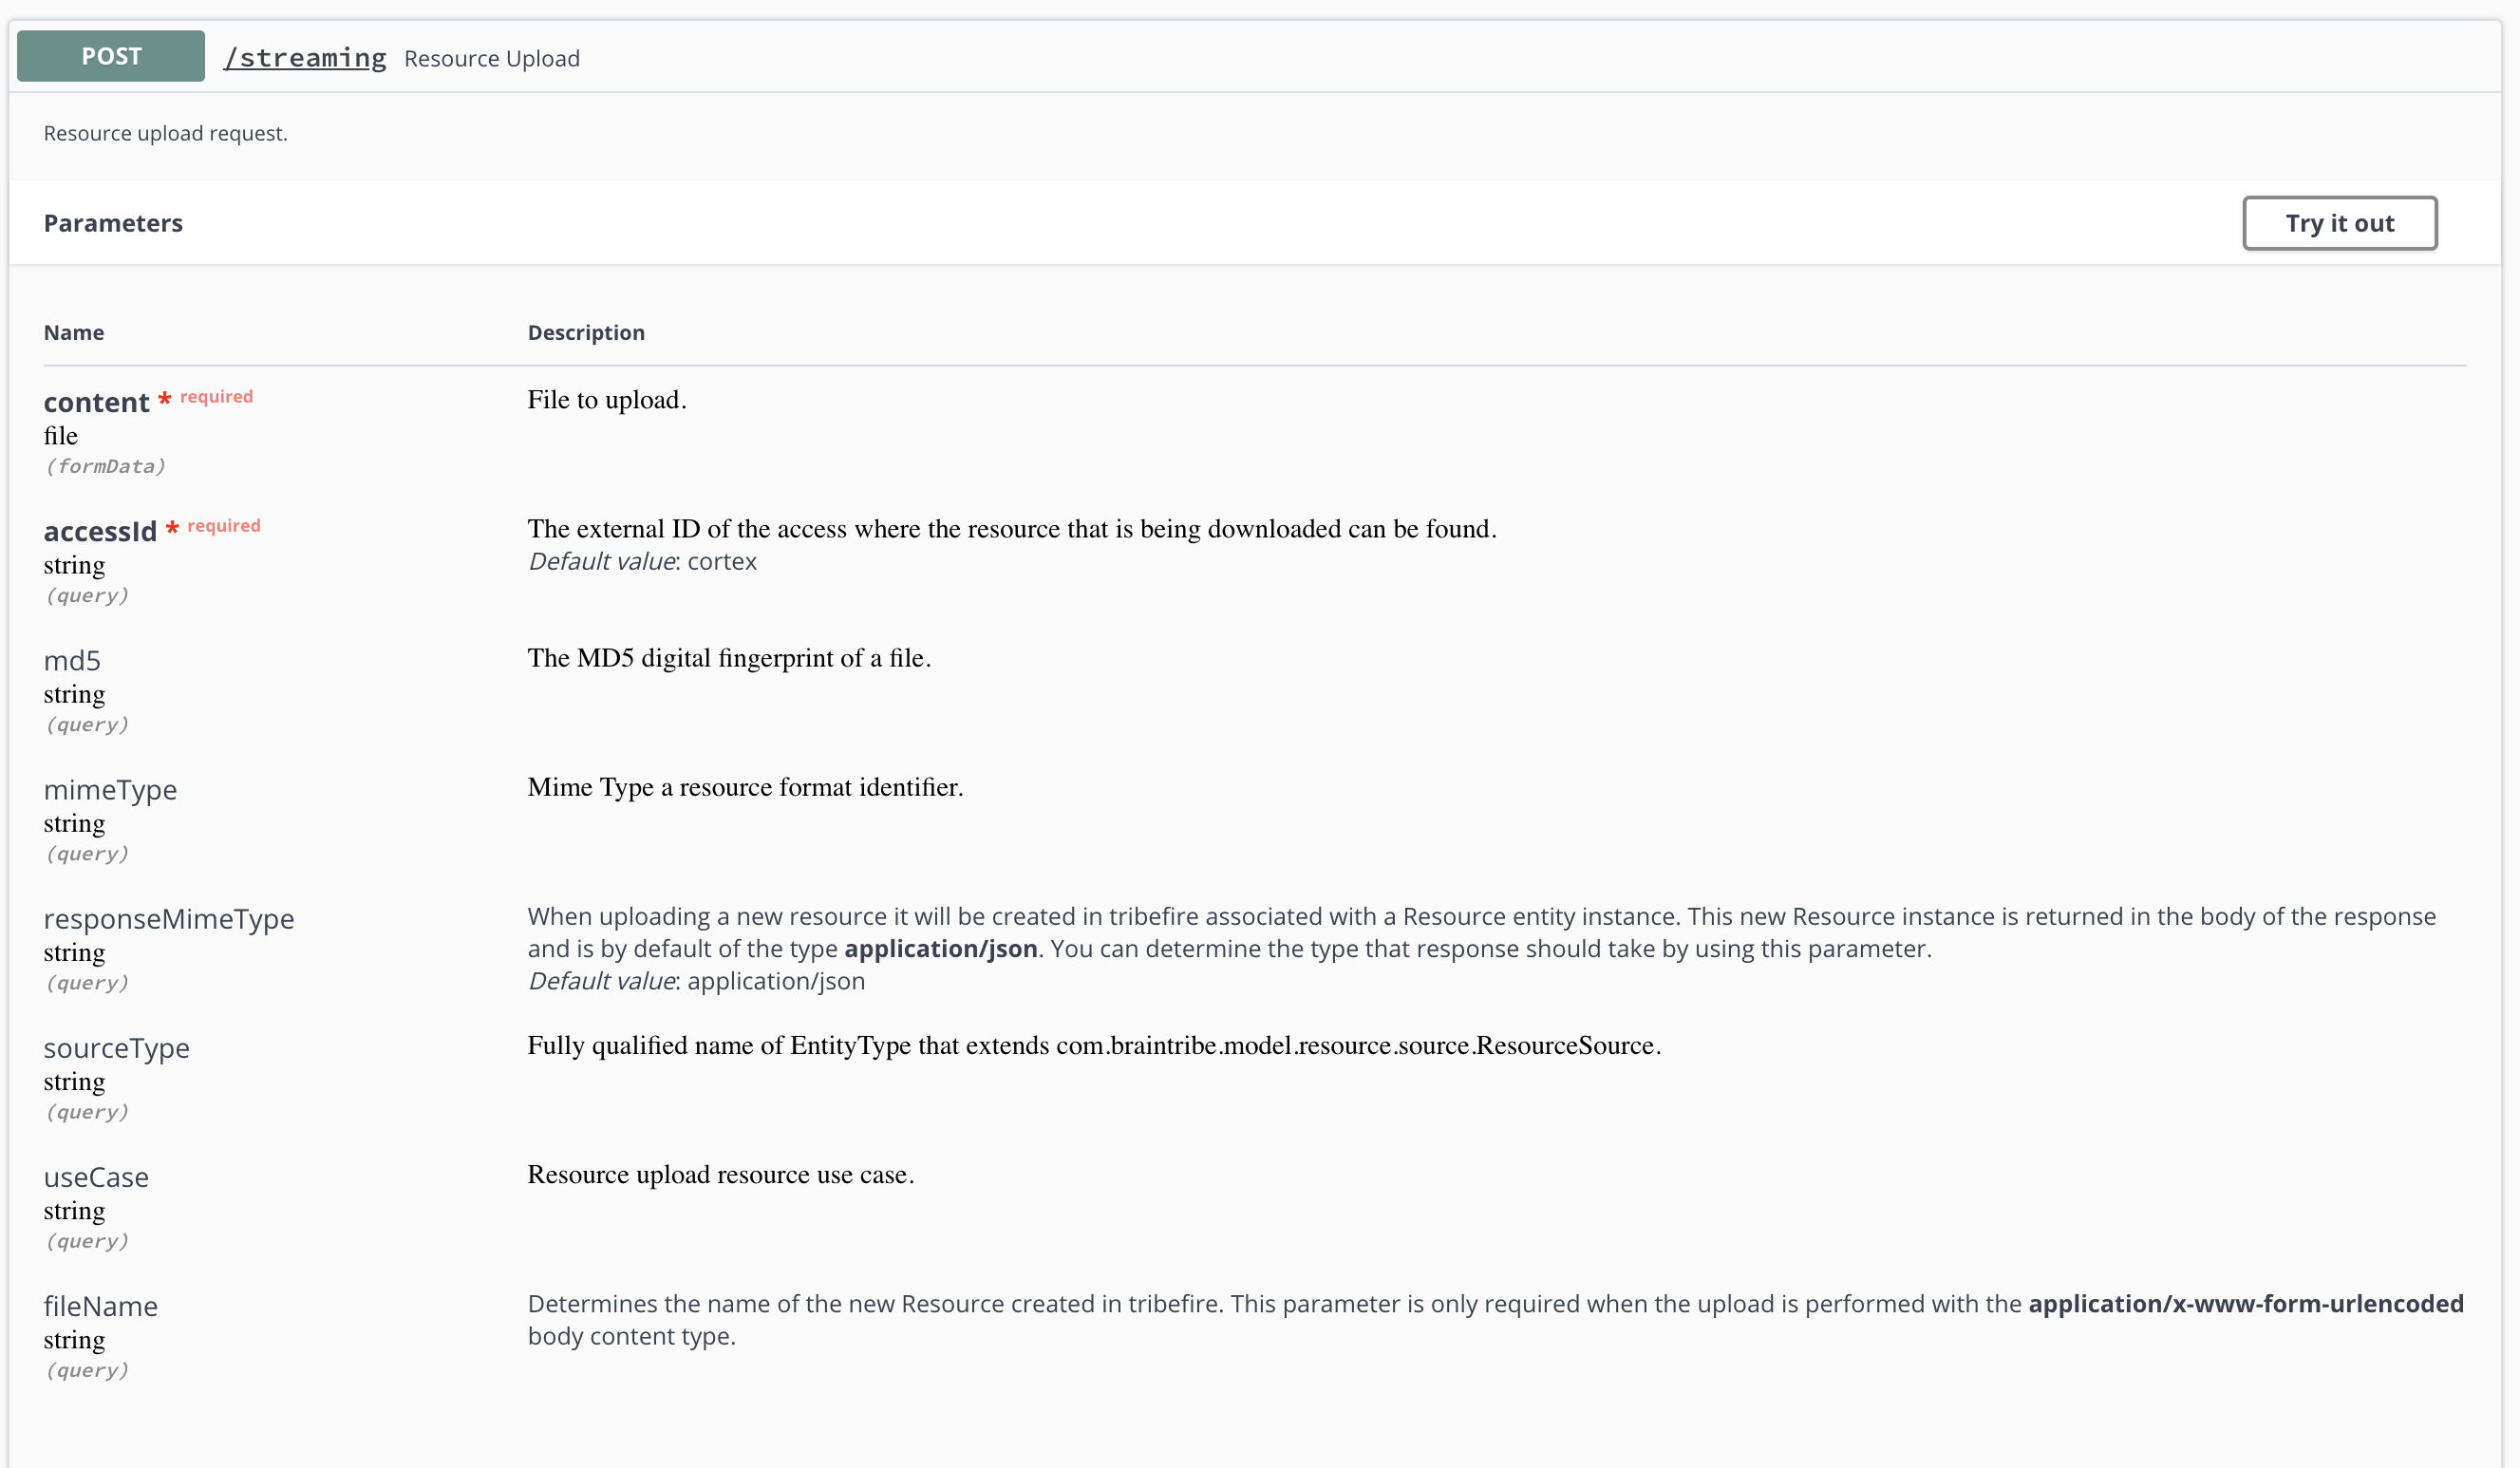 POST /streaming Resource Upload
Resource upload request.
Parameters Try it out
Name Description
content * required File to upload.
file
(formData)
accessId * required The external ID of the access where the resource that is being downloaded can be found.
string Default value: cortex
(query)
md5 The MD5 digital fingerprint of a file.
string
(query)
mimeType Mime Type a resource format identifier.
string
(query)
responseMimeType When uploading a new resource it will be created in tribefire associated with a Resource entity instance. This new Resource instance is returned in the body of the response
string and is by default of the type application/json. You can determine the type that response should take by using this parameter.
(query) Default value: application/json
sourceType Fully qualified name of EntityType that extends com.braintribe.model.resource.source.ResourceSource.
string
(query)
useCase Resource upload resource use case.
string
(query)
fileName Determines the name of the new Resource created in tribefire. This parameter is only required when the upload is performed with the application/x-www-form-urlencoded
string body content type.
(query)